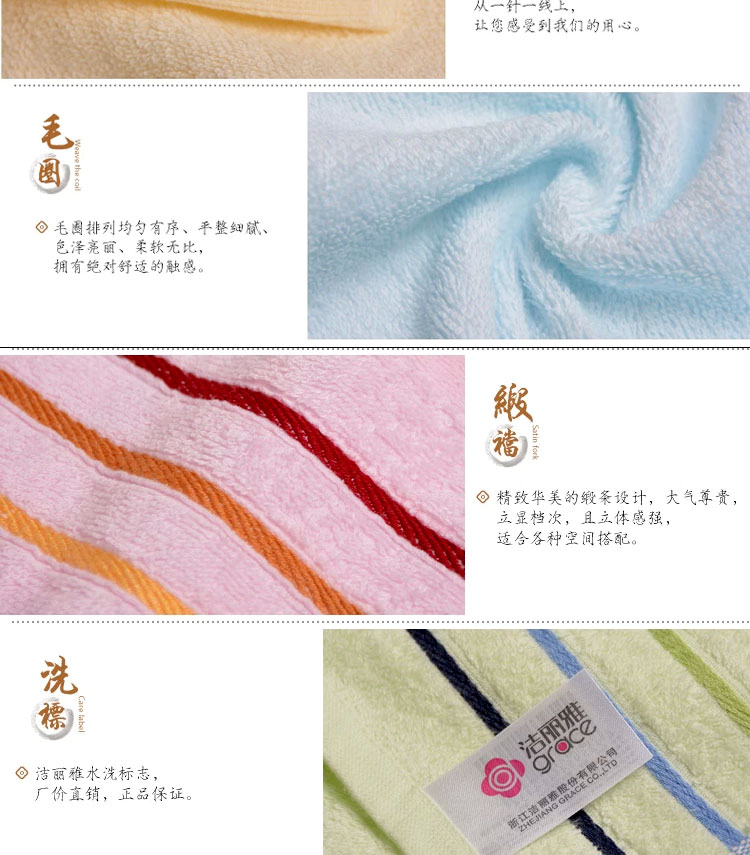 从一针一线上，
让您感受到我们的用心。
毛圈
Weave the coil
毛圈排列均匀有序、平整细腻、
色泽亮丽、柔软无比，
拥有绝对舒适的触感。
缎襠
Satin fork
精致华美的缎条设计，大气尊贵，
立显档次，且立体感强，
适合各种空间搭配。
洗標
Care label
洁丽雅水洗标志，
厂价直销，正品保证。
洁丽雅
grace
浙江洁丽雅股份有限公司
ZHEJIANG GRACE CO.,LTD